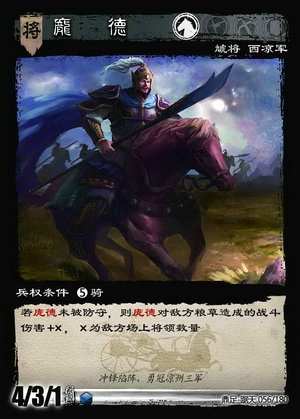 将 龐 德
嫉将 西凉军
兵权条件 5 骑
若庞德未被防守，则庞德对敌方粮草造成的战斗
伤害+X，X为敌方场上将领数量
冲锋陷阵，勇冠凉州三军
4/3/1
056/180